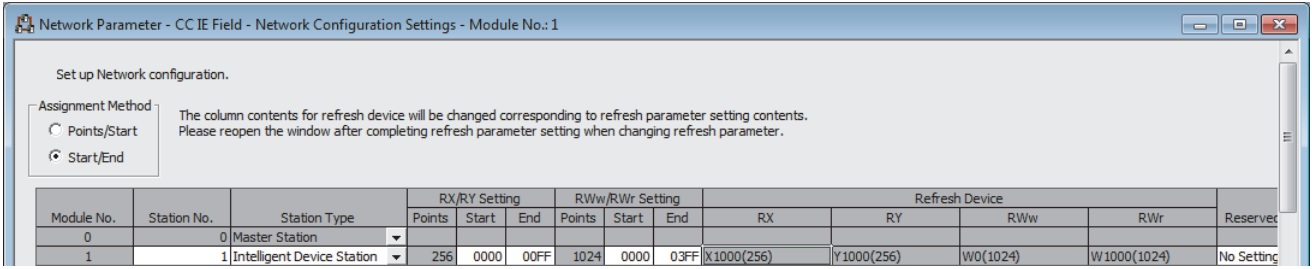 Network Parameter - CC IE Field - Network Configuration Settings - Module No.: 1
Set up Network configuration.
Assignment Method
Points/Start
Start/End
The column contents for refresh device will be changed corresponding to refresh parameter setting contents.
Please reopen the window after completing refresh parameter setting when changing refresh parameter.
RX/RY Setting RWw/RWr Setting Refresh Device
Module No. Station No. Station Type Points Start End Points Start End RX RY RWw RWr Reserved
0 0 Master Station
1 1 Intelligent Device Station 256 0000 00FF 1024 0000 03FF X1000(256) Y1000(256) W0(1024) W1000(1024) No Setting